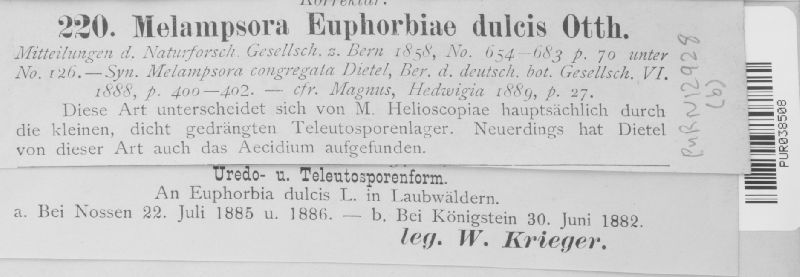 Korrektur.
220. Melampsora Euphorbiae dulcis Otth.
Mitteilungen d. Naturforsch. Gesellsch. z. Bern 1858, No. 654—683 p. 70 unter
No. 126. — Syn. Melampsora congregata Dietel, Ber. d. deutsch. bot. Gesellsch. VI.
1888, p. 400—402. — cfr. Magnus, Hedwigia 1889, p. 27.
Diese Art unterscheidet sich von M. Helioscopiae hauptsächlich durch
die kleinen, dicht gedrängten Teleutosporenlager. Neuerdings hat Dietel
von dieser Art auch das Aecidium aufgefunden.
Uredo- u. Teleutosporenform.
An Euphorbia dulcis L. in Laubwäldern.
a. Bei Nossen 22. Juli 1885 u. 1886. — b. Bei Königstein 30. Juni 1882.
leg. W. Krieger.
PURN12928
(b)
PUR038508